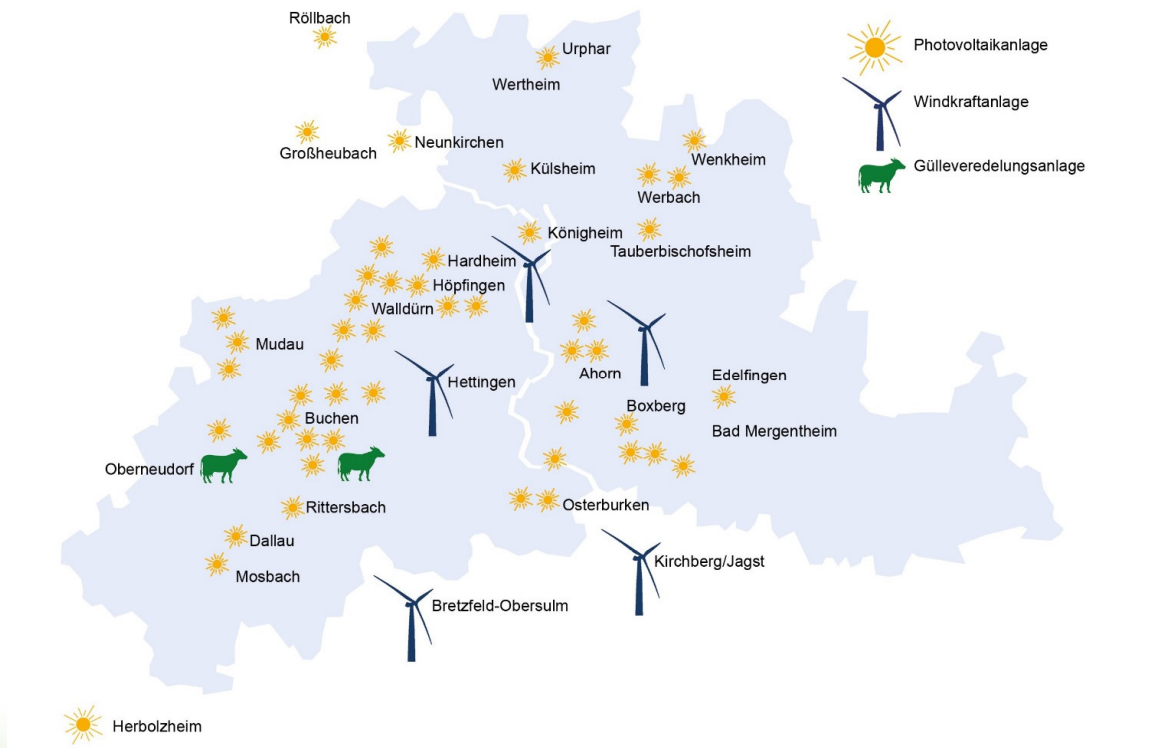 Röllbach
Urphar
Photovoltaikanlage
Wertheim
Windkraftanlage
Neunkirchen
Großheubach
Wenkheim
Külsheim
Gülleveredelungsanlage
Werbach
Königheim
Tauberbischofsheim
Hardheim
Höpfingen
Walldürn
Mudau
Ahorn
Edelfingen
Hettingen
Boxberg
Buchen
Bad Mergentheim
Oberneudorf
Osterburken
Rittersbach
Dallau
Kirchberg/Jagst
Mosbach
Bretzfeld-Obersulm
Herbolzheim